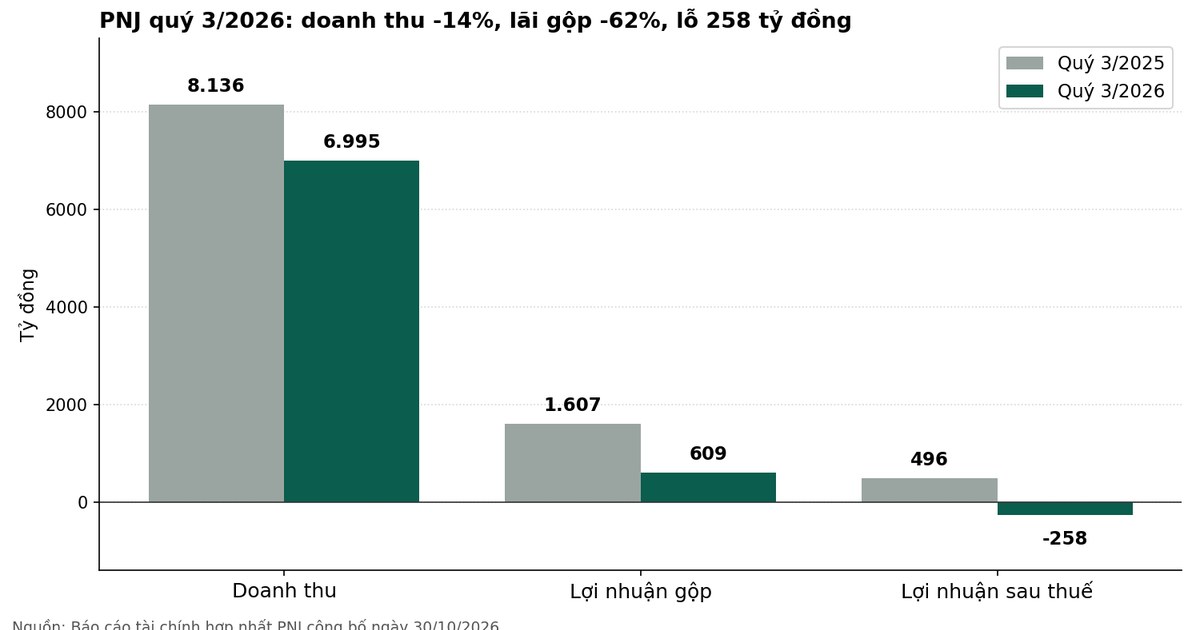 PNJ quý 3/2026: doanh thu -14%, lãi gộp -62%, lỗ 258 tỷ đồng
Quý 3/2025
Quý 3/2026
Tỷ đồng
8000
6000
4000
2000
0
8.136
6.995
1.607
609
496
-258
Doanh thu
Lợi nhuận gộp
Lợi nhuận sau thuế
Nguồn: Báo cáo tài chính hợp nhất PNJ công bố ngày 30/10/2026